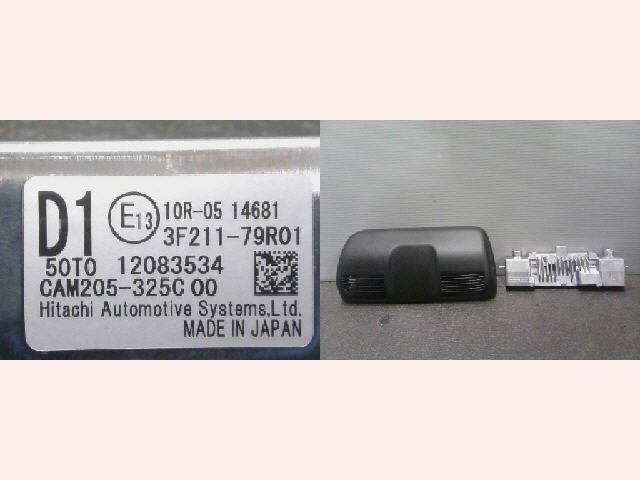 D1 E13 10R-05 14681
3F211-79R01
50T0 12083534
CAM205-325C 00
Hitachi Automotive Systems,Ltd.
MADE IN JAPAN